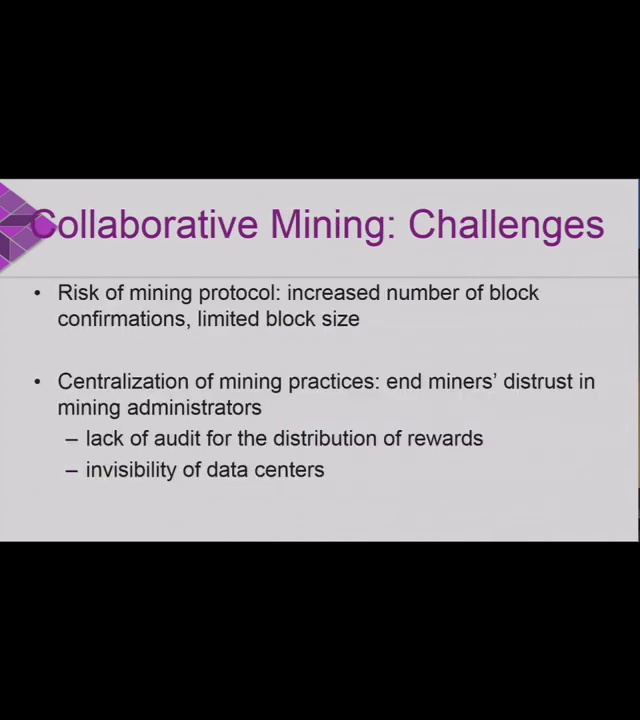 Collaborative Mining: Challenges
• Risk of mining protocol: increased number of block
confirmations, limited block size
• Centralization of mining practices: end miners' distrust in
mining administrators
– lack of audit for the distribution of rewards
– invisibility of data centers